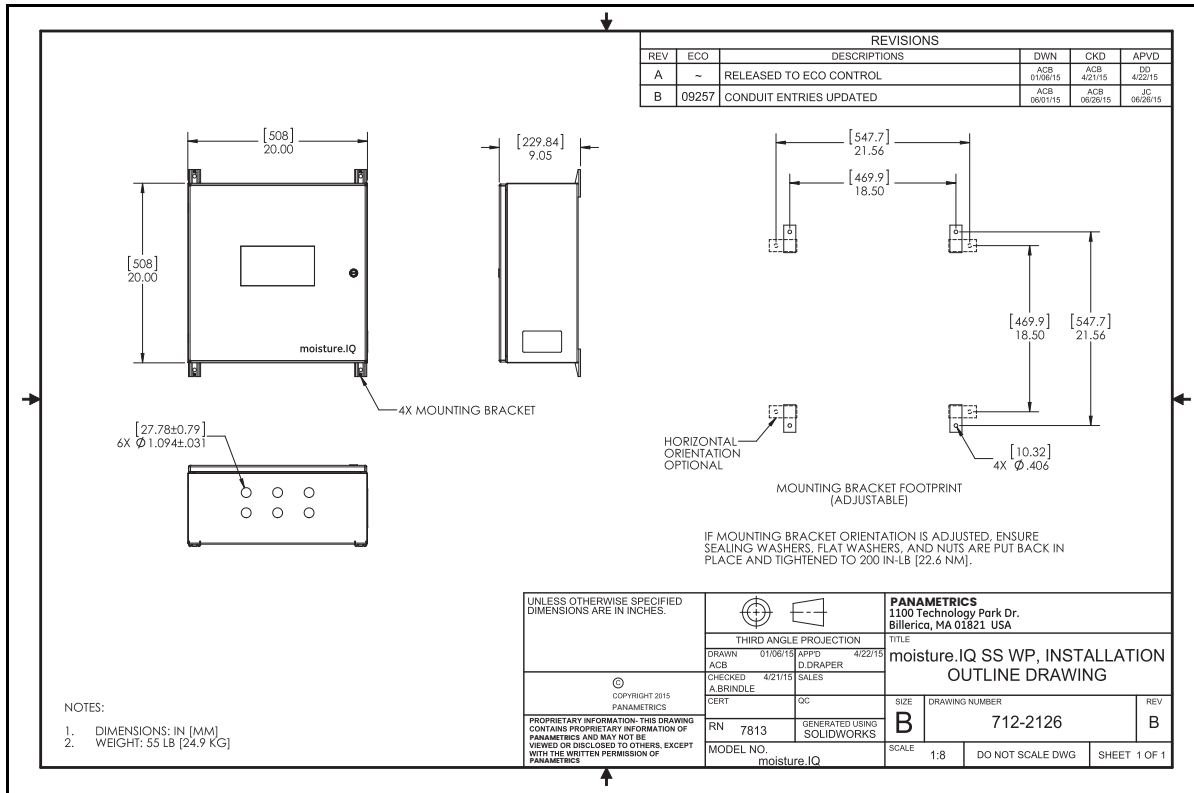 REVISIONS
REV ECO DESCRIPTIONS DWN CKD APVD
A ~ RELEASED TO ECO CONTROL ACB 01/06/15 ACB 4/21/15 DD 4/22/15
B 09257 CONDUIT ENTRIES UPDATED ACB 06/01/15 ACB 06/26/15 JC 06/26/15
[508]
20.00
[229.84]
9.05
[547.7]
21.56
[469.9]
18.50
[508]
20.00
[469.9]
18.50
[547.7]
21.56
moisture.IQ
4X MOUNTING BRACKET
[27.78±0.79]
6X Ø1.094±.031
HORIZONTAL
ORIENTATION
OPTIONAL
[10.32]
4X Ø.406
MOUNTING BRACKET FOOTPRINT
(ADJUSTABLE)
IF MOUNTING BRACKET ORIENTATION IS ADJUSTED, ENSURE
SEALING WASHERS, FLAT WASHERS, AND NUTS ARE PUT BACK IN
PLACE AND TIGHTENED TO 200 IN-LB [22.6 NM].
NOTES:
1. DIMENSIONS: IN [MM]
2. WEIGHT: 55 LB [24.9 KG]
UNLESS OTHERWISE SPECIFIED
DIMENSIONS ARE IN INCHES.
©
COPYRIGHT 2015
PANAMETRICS
PROPRIETARY INFORMATION- THIS DRAWING
CONTAINS PROPRIETARY INFORMATION OF
PANAMETRICS AND MAY NOT BE
VIEWED OR DISCLOSED TO OTHERS, EXCEPT
WITH THE WRITTEN PERMISSION OF
PANAMETRICS
THIRD ANGLE PROJECTION
DRAWN 01/06/15 APP'D 4/22/15
ACB D.DRAPER
CHECKED 4/21/15 SALES
A.BRINDLE
CERT QC
RN 7813 GENERATED USING
SOLIDWORKS
MODEL NO.
moisture.IQ
PANAMETRICS
1100 Technology Park Dr.
Billerica, MA 01821 USA
TITLE
moisture.IQ SS WP, INSTALLATION
OUTLINE DRAWING
SIZE DRAWING NUMBER REV
B 712-2126 B
SCALE 1:8 DO NOT SCALE DWG SHEET 1 OF 1